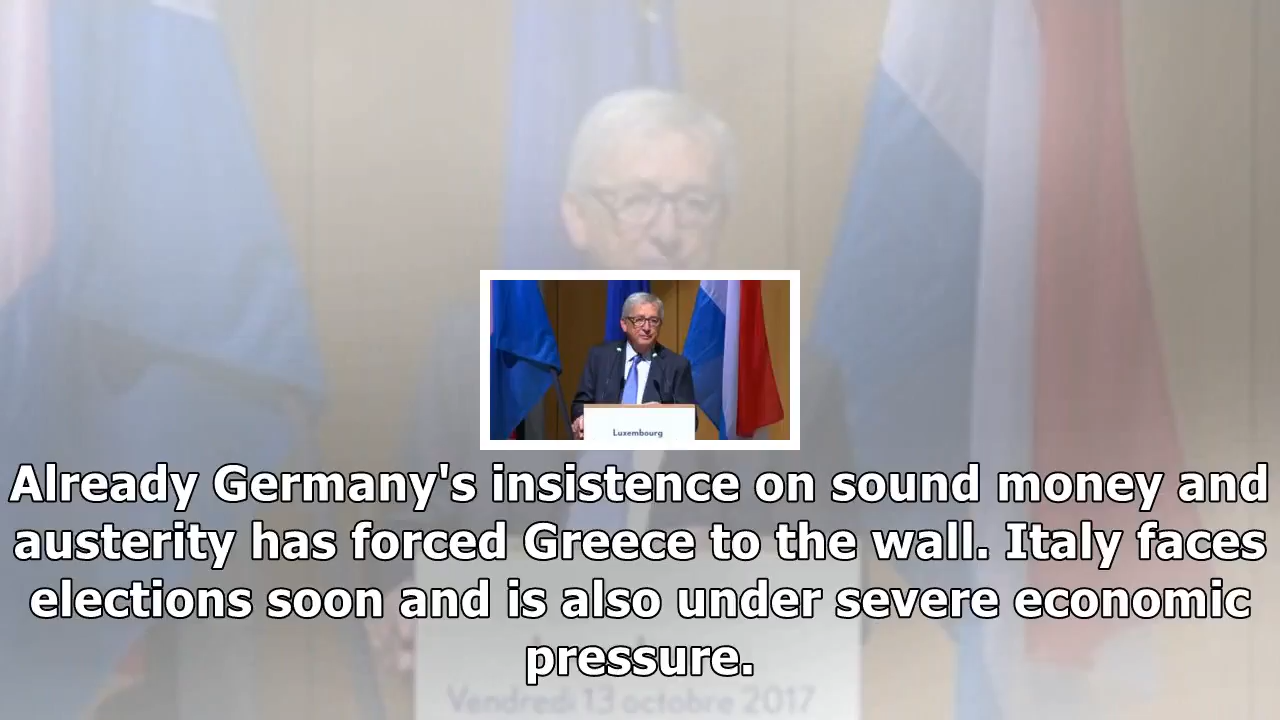 Luxembourg
Already Germany's insistence on sound money and
austerity has forced Greece to the wall. Italy faces
elections soon and is also under severe economic
pressure.
Vendredi 13 octobre 2017